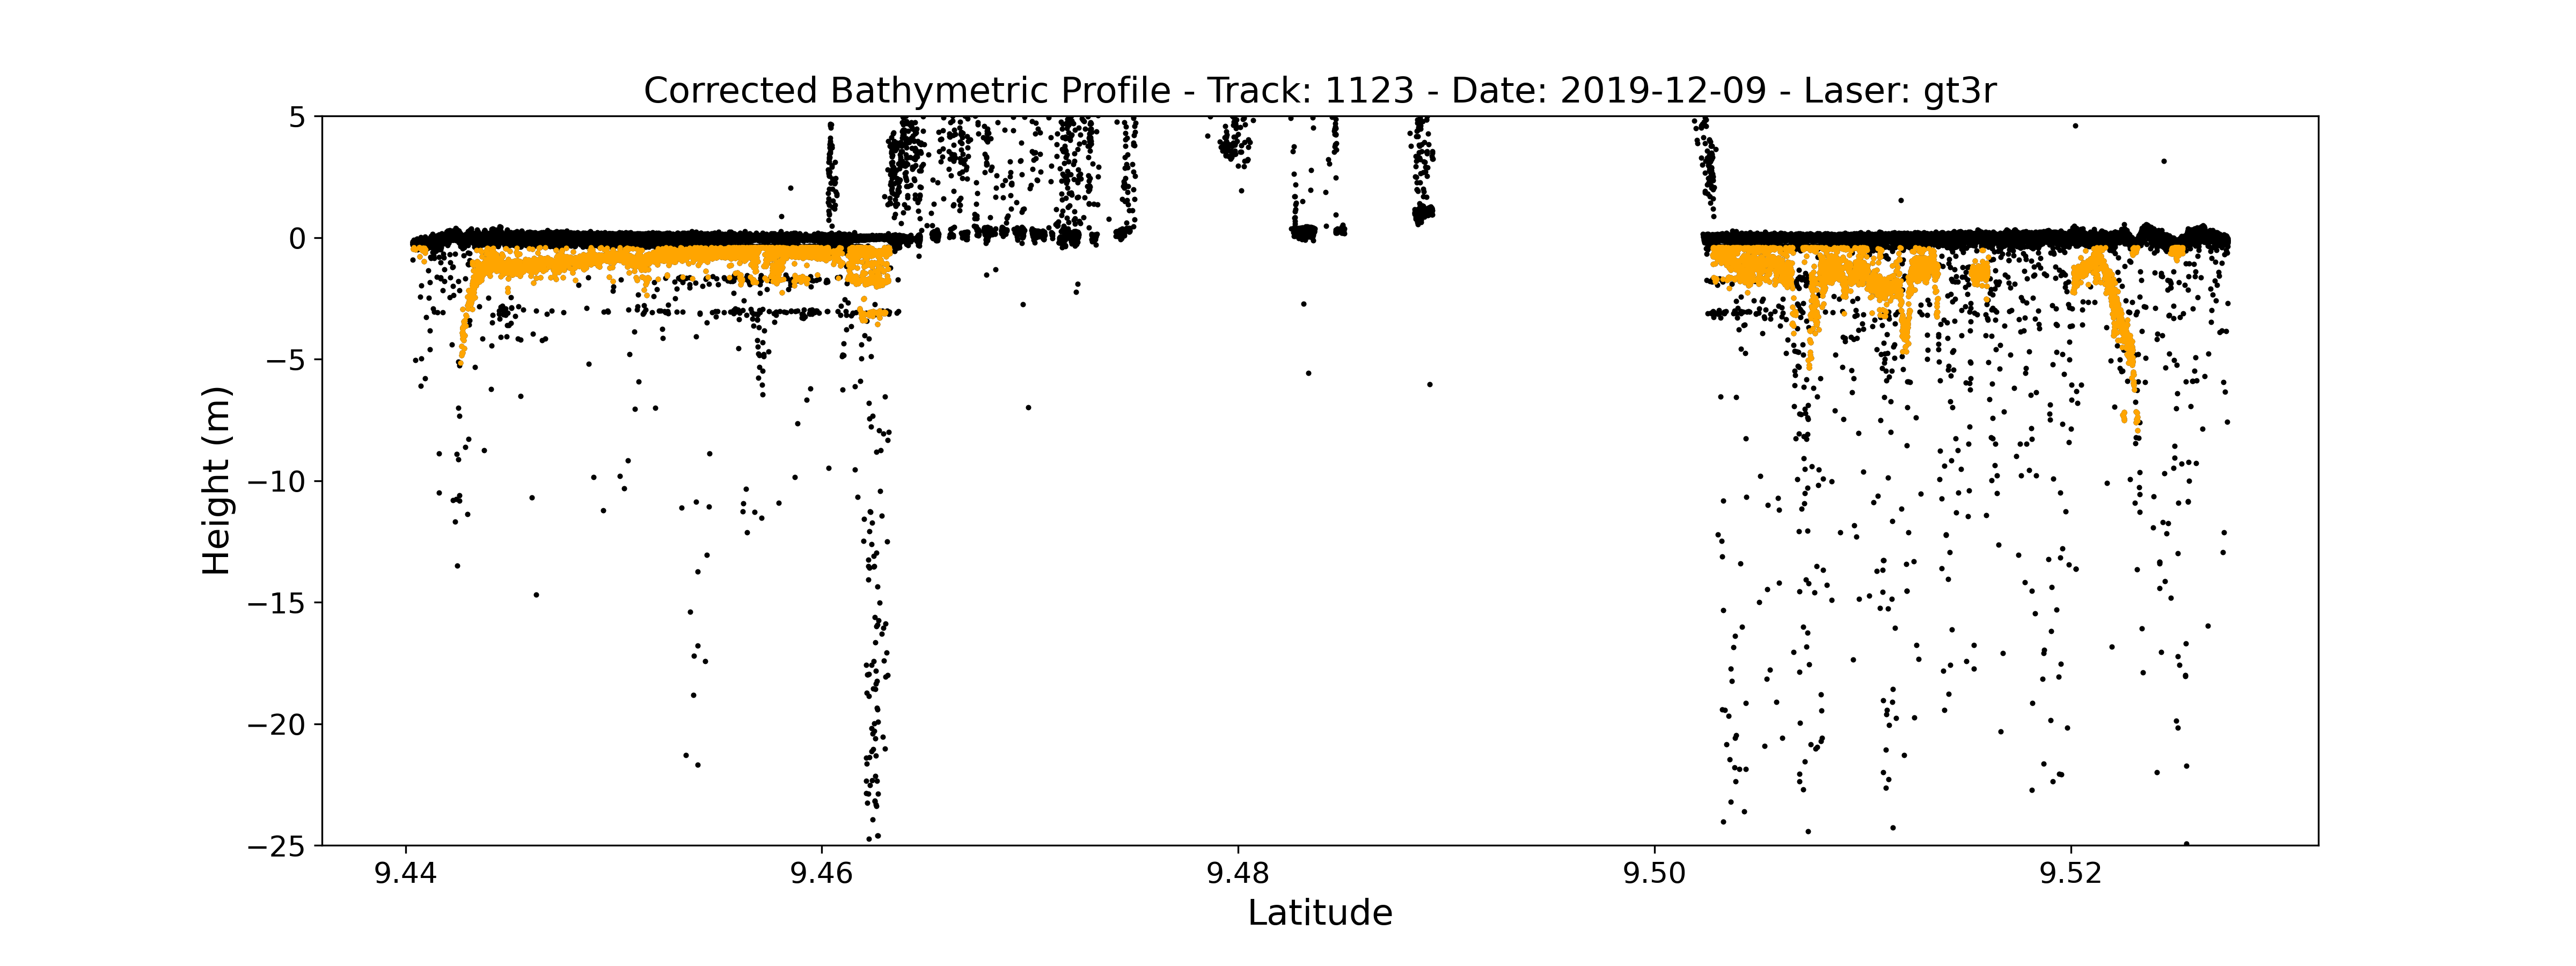 Corrected Bathymetric Profile - Track: 1123 - Date: 2019-12-09 - Laser: gt3r
5
0
−5
−10
−15
−20
−25
Height (m)
9.44 9.46 9.48 9.50 9.52
Latitude